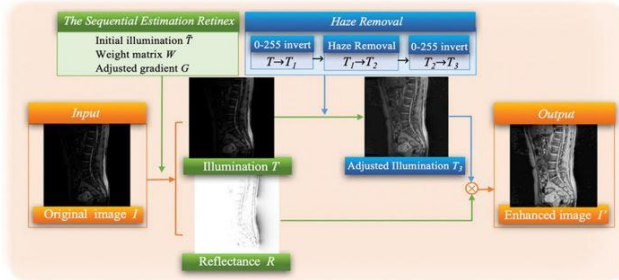 The Sequential Estimation Retinex
Initial illumination T̂
Weight matrix W
Adjusted gradient G
Haze Removal
0-255 invert
T→T₁
Haze Removal
T₁→T₂
0-255 invert
T₂→T₃
Input
Original image I
Illumination T
Reflectance R
Adjusted Illumination T₃
Output
Enhanced image I'